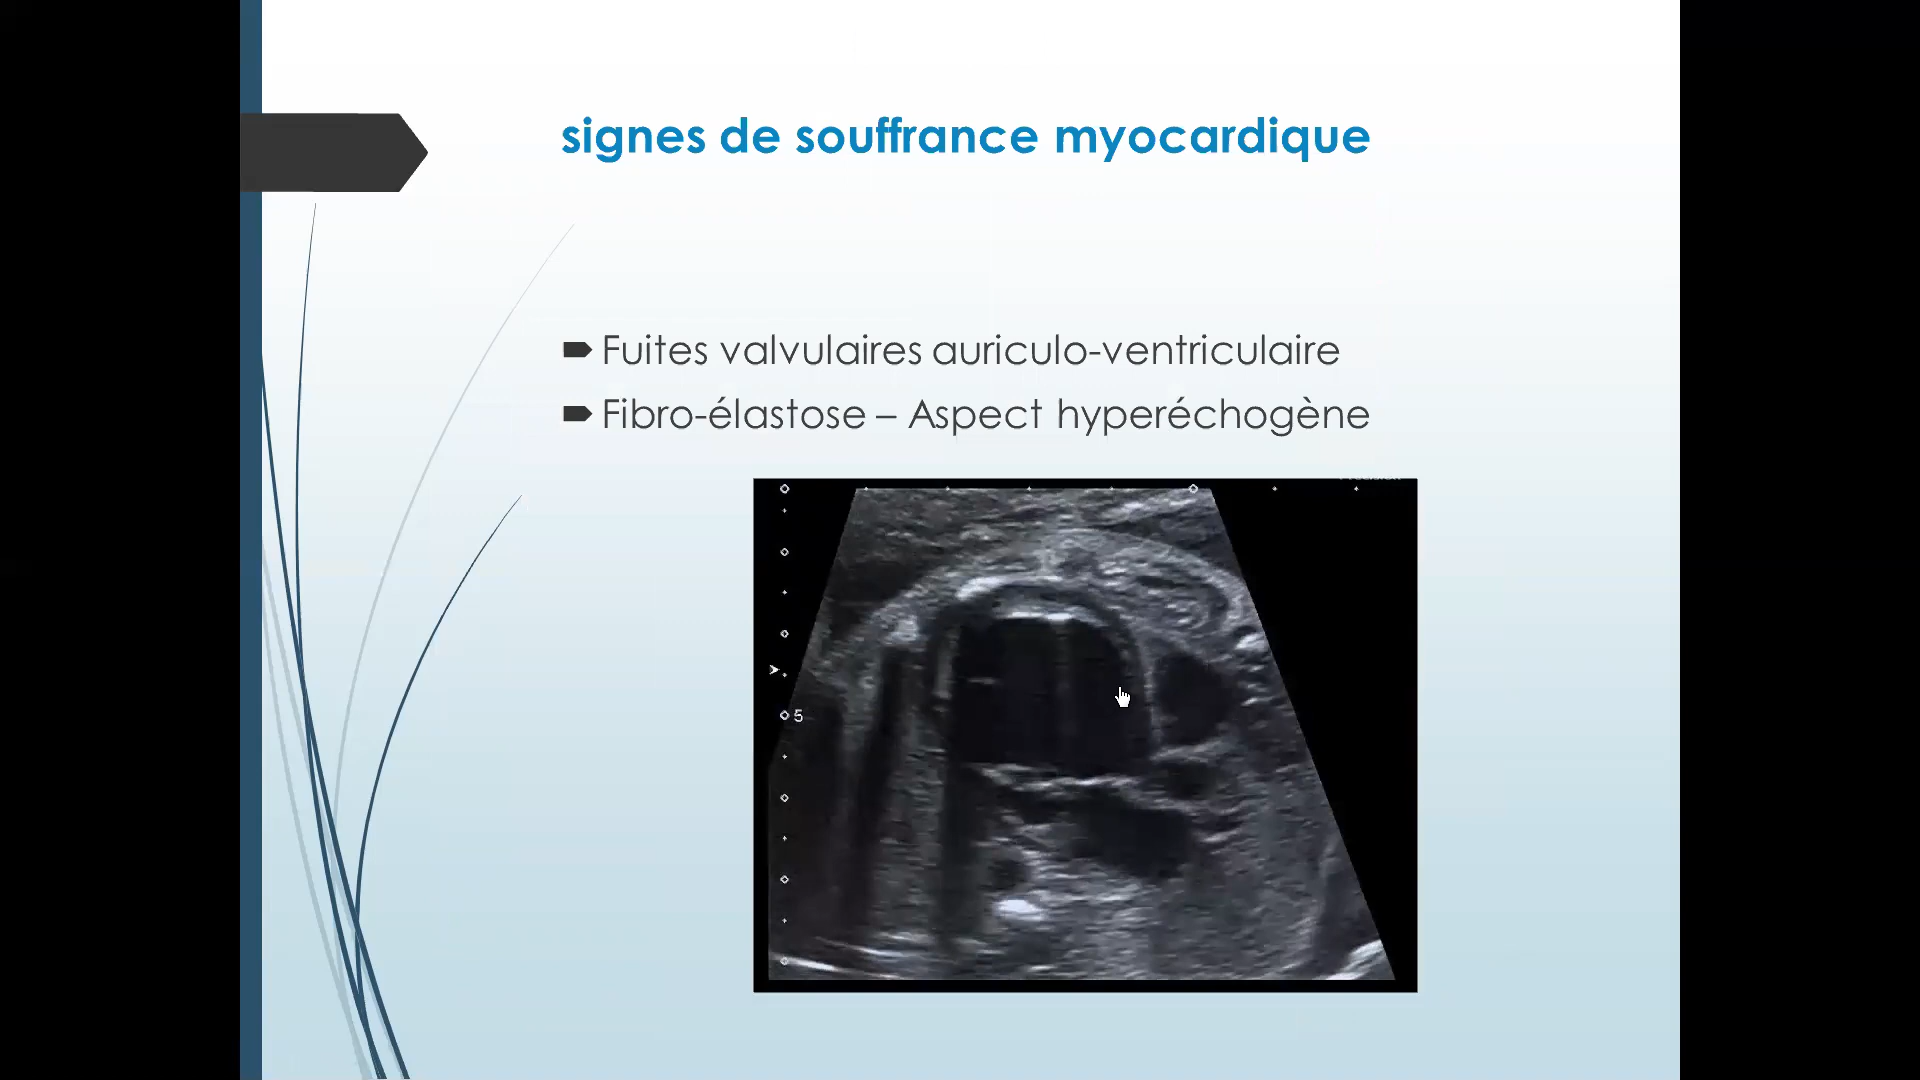 signes de souffrance myocardique
Fuites valvulaires auriculo-ventriculaire
Fibro-élastose – Aspect hyperéchogène
5